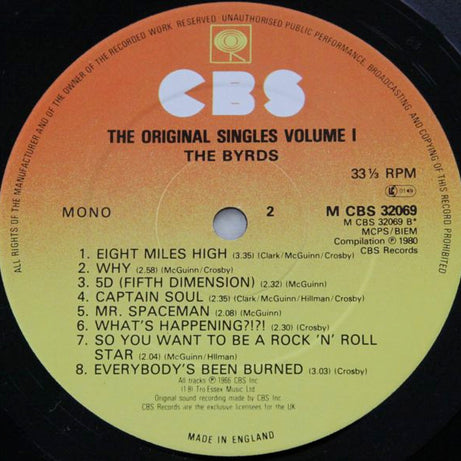 ALL RIGHTS OF THE MANUFACTURER AND OF THE OWNER OF THE RECORDED WORK RESERVED. UNAUTHORISED PUBLIC PERFORMANCE, BROADCASTING AND COPYING OF THIS RECORD PROHIBITED
CBS
THE ORIGINAL SINGLES VOLUME I
THE BYRDS
33⅓ RPM
MONO
2
M CBS 32069
M CBS 32069 B*
MCPS/BIEM
Compilation ℗ 1980
CBS Records
1. EIGHT MILES HIGH (3.35) (Clark/McGuinn/Crosby)
2. WHY (2.58) (McGuinn/Crosby)
3. 5D (FIFTH DIMENSION) (2.32) (McGuinn)
4. CAPTAIN SOUL (2.35) (Clark/McGuinn/Hillman/Crosby)
5. MR. SPACEMAN (2.08) (McGuinn)
6. WHAT'S HAPPENING?!?! (2.30) (Crosby)
7. SO YOU WANT TO BE A ROCK 'N' ROLL
STAR (2.04) (McGuinn/Hllman)
8. EVERYBODY'S BEEN BURNED (3.03) (Crosby)
All tracks ℗ 1966 CBS Inc
(1 8) Tro Essex Music Ltd
Original sound recording made by CBS Inc.
CBS Records are the exclusive licensees for the UK
MADE IN ENGLAND